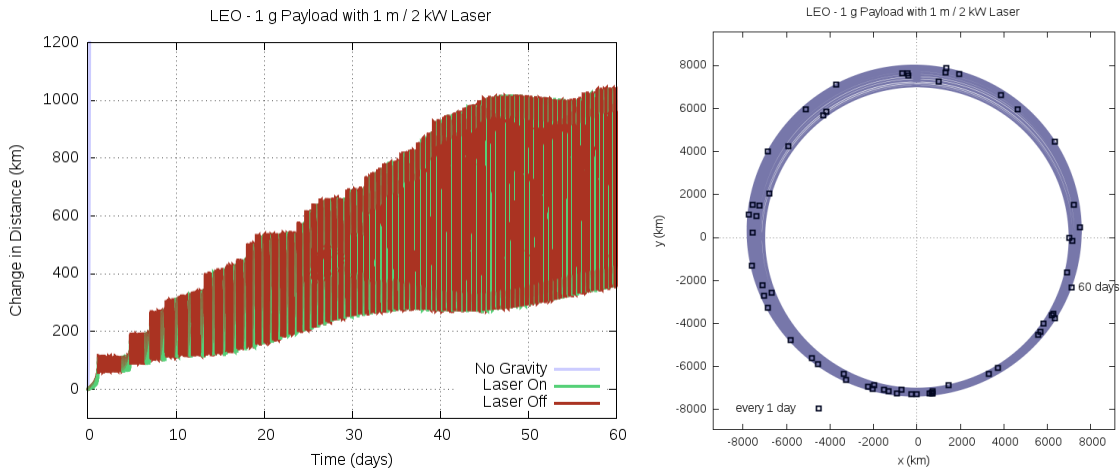 LEO - 1 g Payload with 1 m / 2 kW Laser
1200
1000
800
600
400
200
0
Change in Distance (km)
0 10 20 30 40 50 60
Time (days)
No Gravity
Laser On
Laser Off
LEO - 1 g Payload with 1 m / 2 kW Laser
8000
6000
4000
2000
0
-2000
-4000
-6000
-8000
y (km)
60 days
every 1 day
-8000 -6000 -4000 -2000 0 2000 4000 6000 8000
x (km)